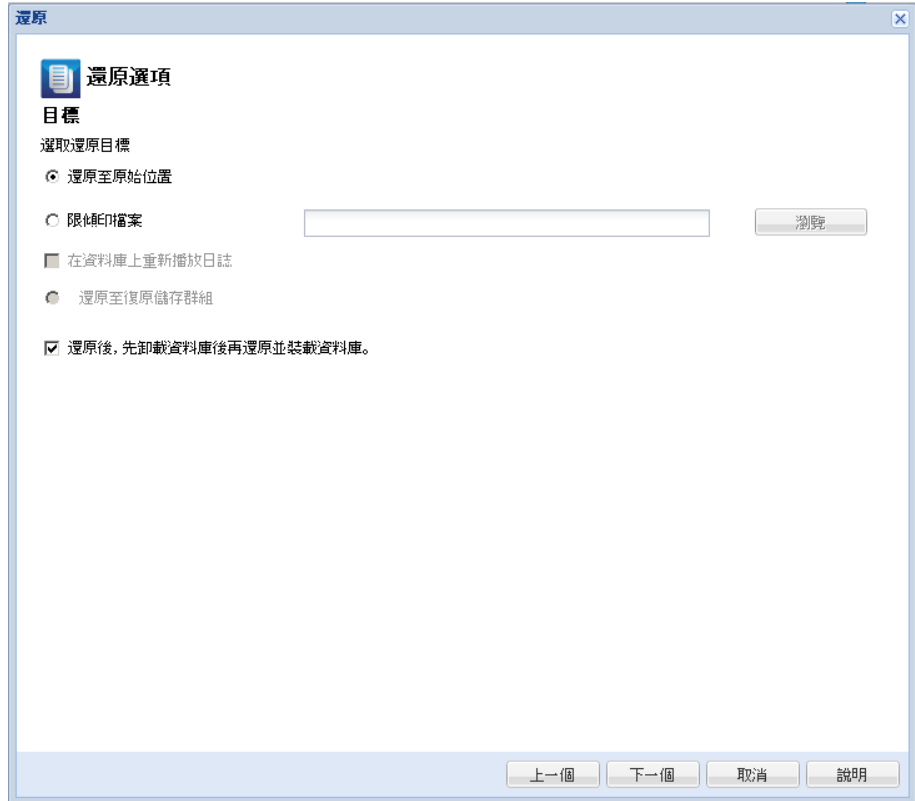 還原
還原選項
目標
選取還原目標
還原至原始位置
限傾印檔案
瀏覽
在資料庫上重新播放日誌
還原至復原儲存群組
還原後, 先卸載資料庫後再還原並裝載資料庫。
上一個
下一個
取消
說明